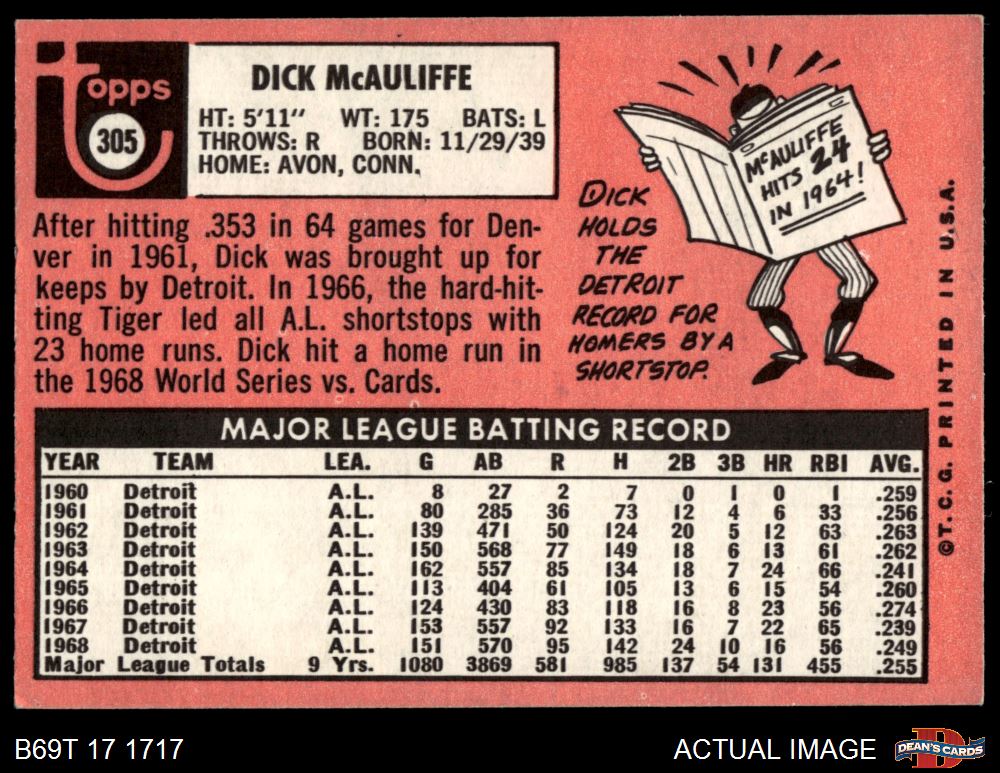 topps
305
DICK McAULIFFE
HT: 5'11" WT: 175 BATS: L
THROWS: R BORN: 11/29/39
HOME: AVON, CONN.
After hitting .353 in 64 games for Den-
ver in 1961, Dick was brought up for
keeps by Detroit. In 1966, the hard-hit-
ting Tiger led all A.L. shortstops with
23 home runs. Dick hit a home run in
the 1968 World Series vs. Cards.
McAULIFFE
HITS 24
IN 1964!
DICK
HOLDS
THE
DETROIT
RECORD FOR
HOMERS BY A
SHORTSTOP.
MAJOR LEAGUE BATTING RECORD
YEAR TEAM LEA. G AB R H 2B 3B HR RBI AVG.
1960 Detroit A.L. 8 27 2 7 0 1 0 1 .259
1961 Detroit A.L. 80 285 36 73 12 4 6 33 .256
1962 Detroit A.L. 139 471 50 124 20 5 12 63 .263
1963 Detroit A.L. 150 568 77 149 18 6 13 61 .262
1964 Detroit A.L. 162 557 85 134 18 7 24 66 .241
1965 Detroit A.L. 113 404 61 105 13 6 15 54 .260
1966 Detroit A.L. 124 430 83 118 16 8 23 56 .274
1967 Detroit A.L. 153 557 92 133 16 7 22 65 .239
1968 Detroit A.L. 151 570 95 142 24 10 16 56 .249
Major League Totals 9 Yrs. 1080 3869 581 985 137 54 131 455 .255
©T.C.G. PRINTED IN U.S.A.
B69T 17 1717
ACTUAL IMAGE
D
DEAN'S CARDS